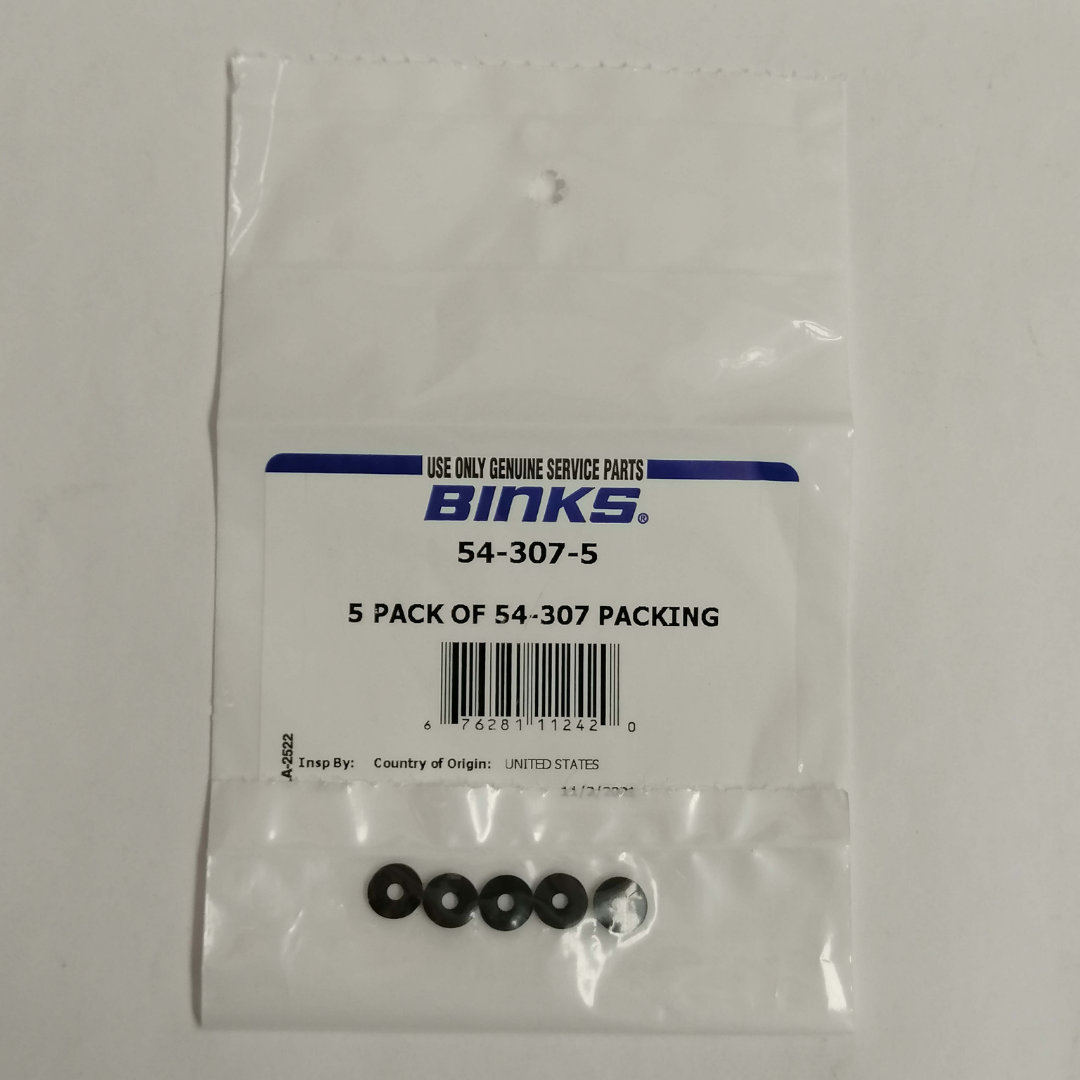 USE ONLY GENUINE SERVICE PARTS
BINKS®
54-307-5
5 PACK OF 54-307 PACKING
6 76281 11242 0
Insp By: Country of Origin: UNITED STATES